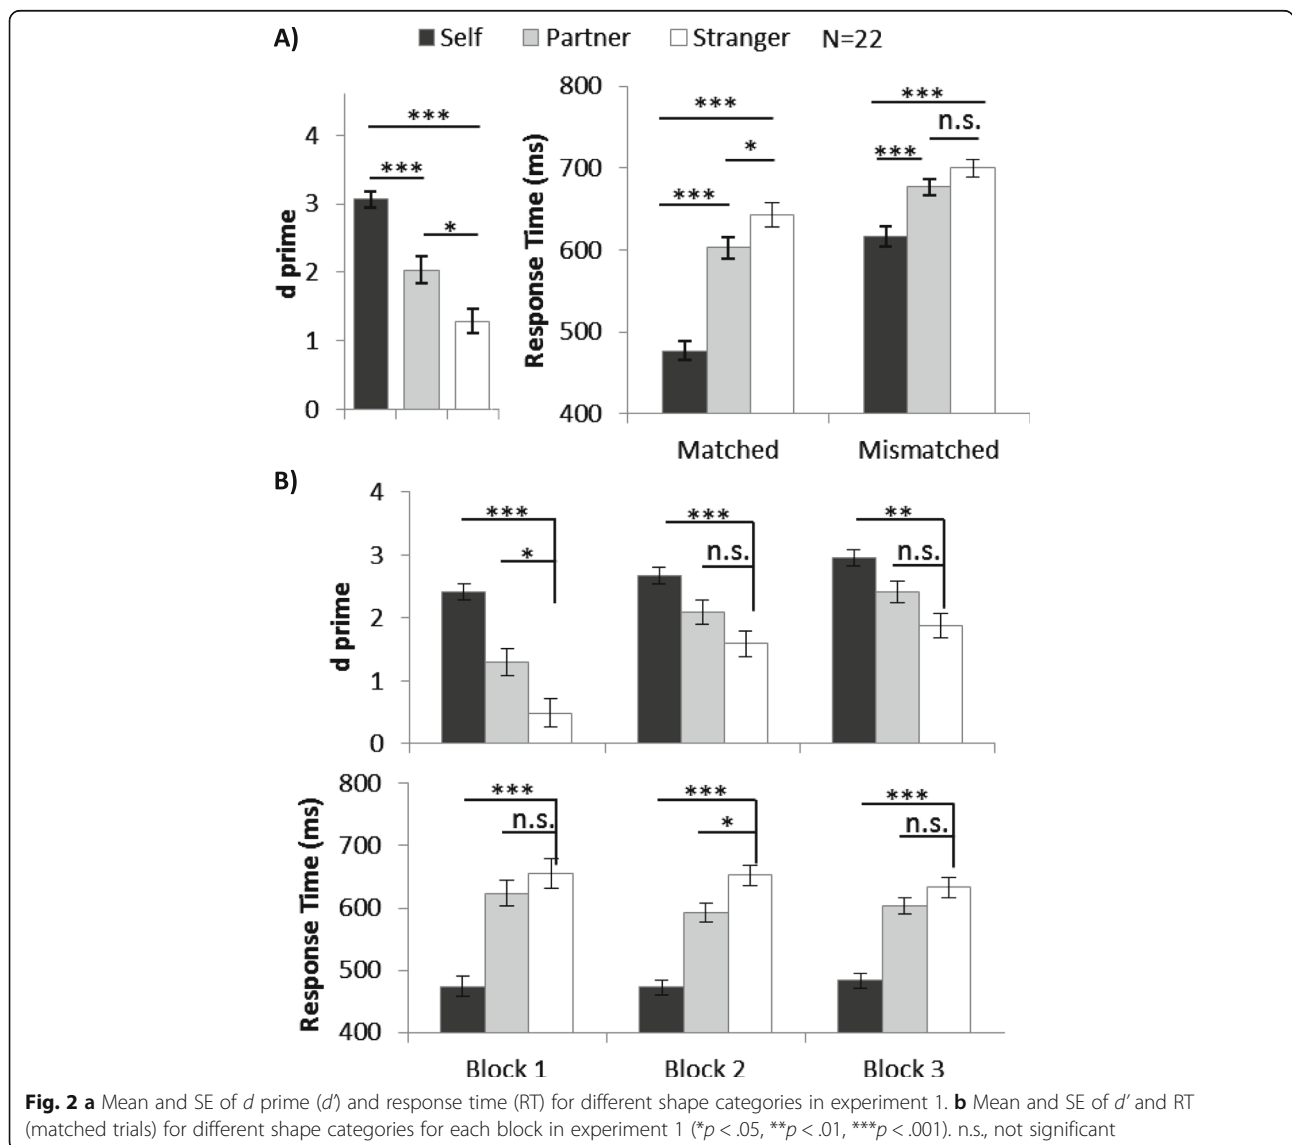 A)
Self Partner Stranger N=22
4
3
2
1
0
d prime
***
***
*
800
700
600
500
400
Response Time (ms)
***
*
***
***
n.s.
***
Matched Mismatched
B)
4
3
2
1
0
d prime
***
*
***
n.s.
**
n.s.
800
700
600
500
400
Response Time (ms)
***
n.s.
***
*
***
n.s.
Block 1 Block 2 Block 3
Fig. 2 a Mean and SE of d prime (d′) and response time (RT) for different shape categories in experiment 1. b Mean and SE of d′ and RT
(matched trials) for different shape categories for each block in experiment 1 (*p < .05, **p < .01, ***p < .001). n.s., not significant